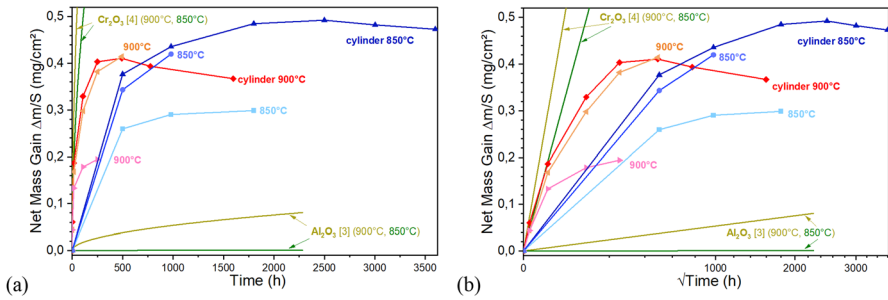 (a)
Net Mass Gain Δm/S (mg/cm²)
0,5
0,4
0,3
0,2
0,1
0,0
Cr₂O₃ [4] (900°C, 850°C)
900°C
850°C
cylinder 850°C
cylinder 900°C
850°C
900°C
Al₂O₃ [3] (900°C, 850°C)
0 500 1000 1500 2000 2500 3000 3500
Time (h)
(b)
Net Mass Gain Δm/S (mg/cm²)
0,5
0,4
0,3
0,2
0,1
0,0
Cr₂O₃ [4] (900°C, 850°C)
900°C
850°C
cylinder 850°C
cylinder 900°C
850°C
900°C
Al₂O₃ [3] (900°C, 850°C)
0 1000 2000 3000
√Time (h)